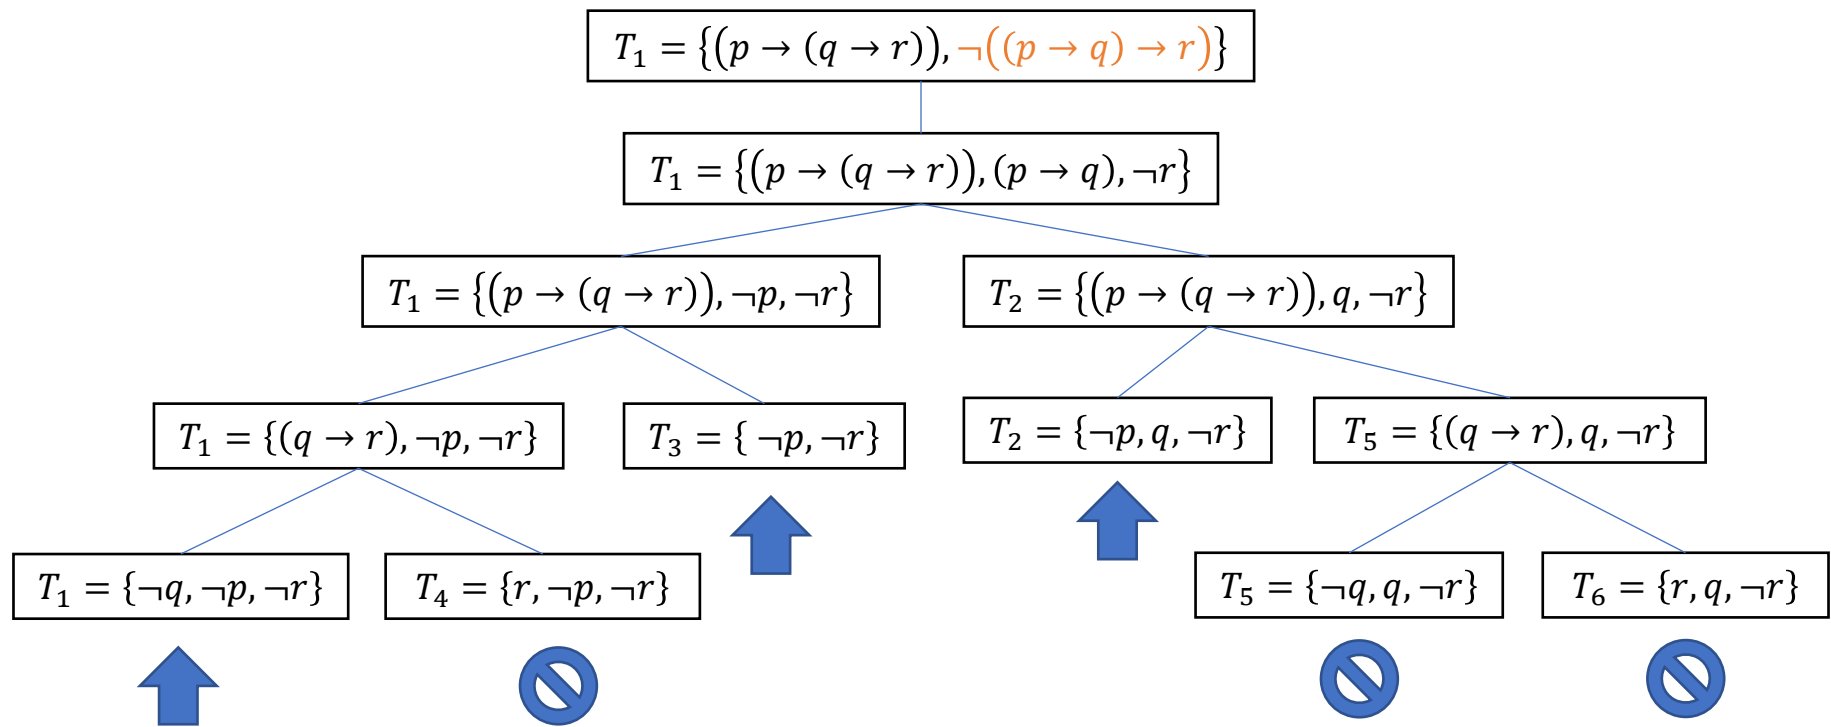 T₁ = {(p → (q → r)), ¬((p → q) → r)}
T₁ = {(p → (q → r)), (p → q), ¬r}
T₁ = {(p → (q → r)), ¬p, ¬r}
T₂ = {(p → (q → r)), q, ¬r}
T₁ = {(q → r), ¬p, ¬r}
T₃ = { ¬p, ¬r}
T₂ = {¬p, q, ¬r}
T₅ = {(q → r), q, ¬r}
T₁ = {¬q, ¬p, ¬r}
T₄ = {r, ¬p, ¬r}
T₅ = {¬q, q, ¬r}
T₆ = {r, q, ¬r}